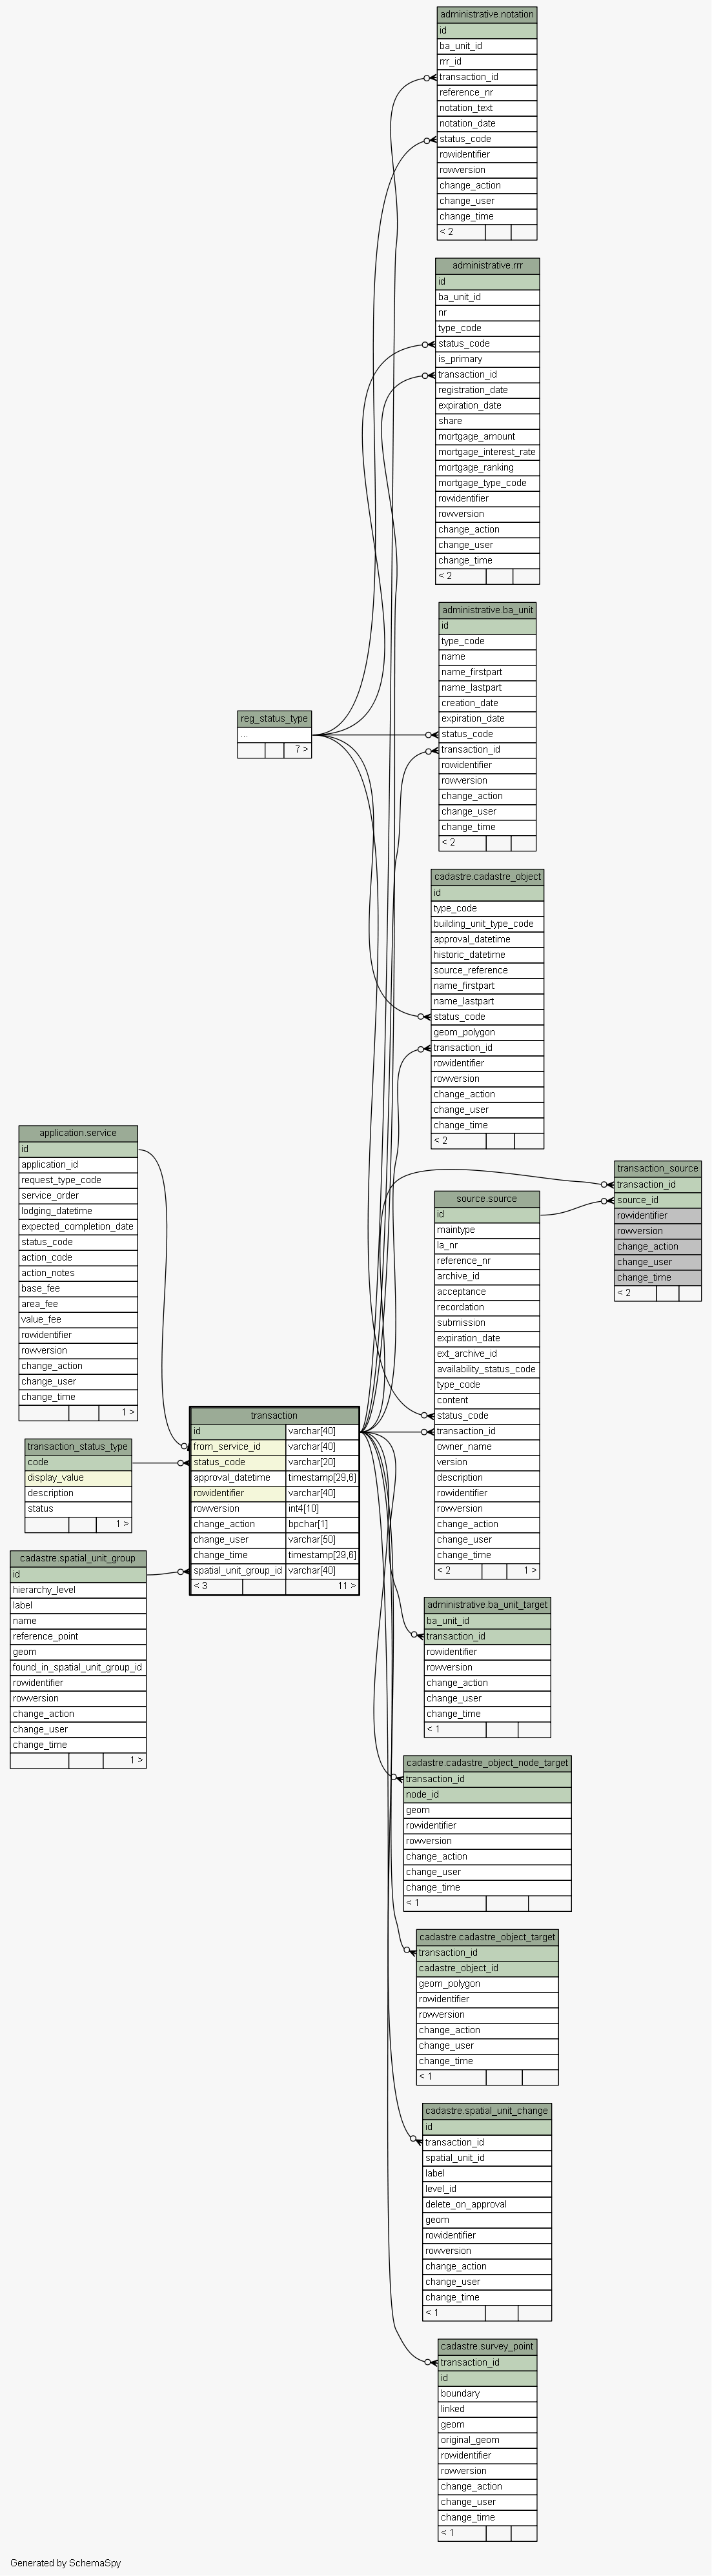 administrative.notation
id
ba_unit_id
rrr_id
transaction_id
reference_nr
notation_text
notation_date
status_code
rowidentifier
rowversion
change_action
change_user
change_time
< 2
administrative.rrr
id
ba_unit_id
nr
type_code
status_code
is_primary
transaction_id
registration_date
expiration_date
share
mortgage_amount
mortgage_interest_rate
mortgage_ranking
mortgage_type_code
rowidentifier
rowversion
change_action
change_user
change_time
< 2
administrative.ba_unit
id
type_code
name
name_firstpart
name_lastpart
creation_date
expiration_date
status_code
transaction_id
rowidentifier
rowversion
change_action
change_user
change_time
< 2
reg_status_type
...
7 >
cadastre.cadastre_object
id
type_code
building_unit_type_code
approval_datetime
historic_datetime
source_reference
name_firstpart
name_lastpart
status_code
geom_polygon
transaction_id
rowidentifier
rowversion
change_action
change_user
change_time
< 2
application.service
id
application_id
request_type_code
service_order
lodging_datetime
expected_completion_date
status_code
action_code
action_notes
base_fee
area_fee
value_fee
rowidentifier
rowversion
change_action
change_user
change_time
1 >
transaction_source
transaction_id
source_id
rowidentifier
rowversion
change_action
change_user
change_time
< 2
source.source
id
maintype
la_nr
reference_nr
archive_id
acceptance
recordation
submission
expiration_date
ext_archive_id
availability_status_code
type_code
content
status_code
transaction_id
owner_name
version
description
rowidentifier
rowversion
change_action
change_user
change_time
< 2 1 >
transaction
id varchar[40]
from_service_id varchar[40]
status_code varchar[20]
approval_datetime timestamp[29,6]
rowidentifier varchar[40]
rowversion int4[10]
change_action bpchar[1]
change_user varchar[50]
change_time timestamp[29,6]
spatial_unit_group_id varchar[40]
< 3 11 >
transaction_status_type
code
display_value
description
status
1 >
cadastre.spatial_unit_group
id
hierarchy_level
label
name
reference_point
geom
found_in_spatial_unit_group_id
rowidentifier
rowversion
change_action
change_user
change_time
1 >
administrative.ba_unit_target
ba_unit_id
transaction_id
rowidentifier
rowversion
change_action
change_user
change_time
< 1
cadastre.cadastre_object_node_target
transaction_id
node_id
geom
rowidentifier
rowversion
change_action
change_user
change_time
< 1
cadastre.cadastre_object_target
transaction_id
cadastre_object_id
geom_polygon
rowidentifier
rowversion
change_action
change_user
change_time
< 1
cadastre.spatial_unit_change
id
transaction_id
spatial_unit_id
label
level_id
delete_on_approval
geom
rowidentifier
rowversion
change_action
change_user
change_time
< 1
cadastre.survey_point
transaction_id
id
boundary
linked
geom
original_geom
rowidentifier
rowversion
change_action
change_user
change_time
< 1
Generated by SchemaSpy